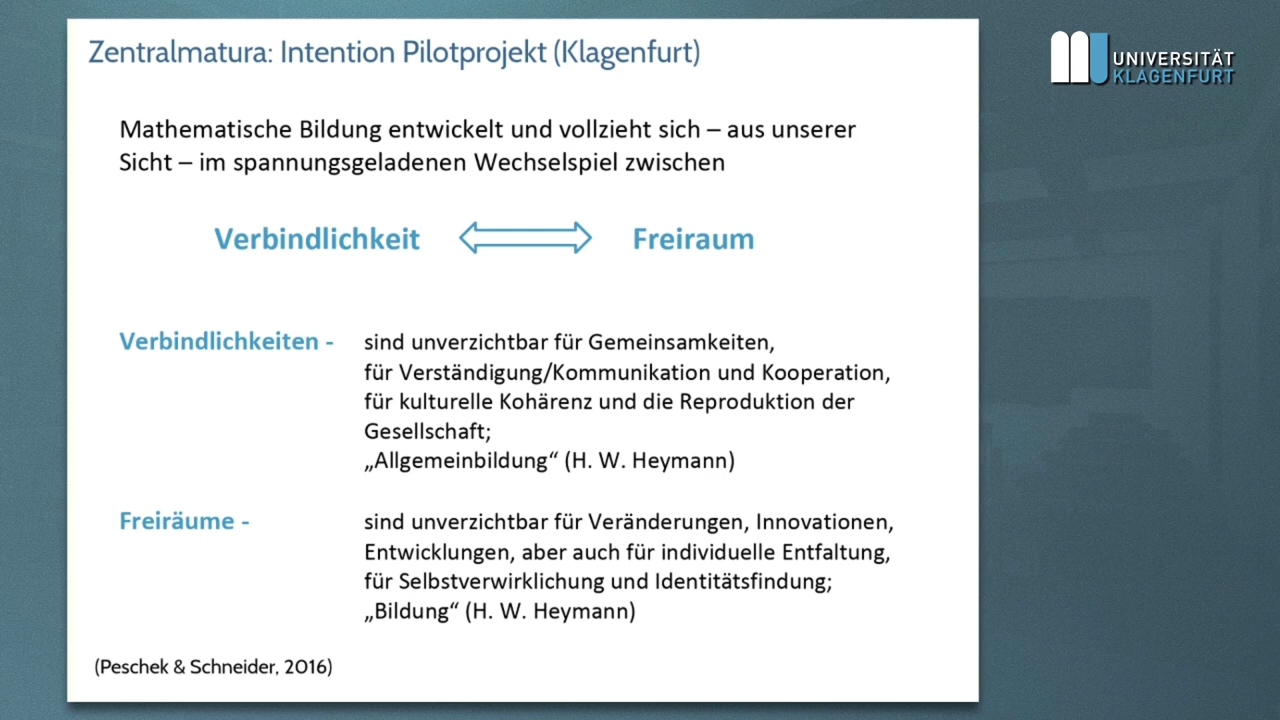 Zentralmatura: Intention Pilotprojekt (Klagenfurt)
UNIVERSITÄT
KLAGENFURT
Mathematische Bildung entwickelt und vollzieht sich – aus unserer
Sicht – im spannungsgeladenen Wechselspiel zwischen
Verbindlichkeit Freiraum
Verbindlichkeiten - sind unverzichtbar für Gemeinsamkeiten,
für Verständigung/Kommunikation und Kooperation,
für kulturelle Kohärenz und die Reproduktion der
Gesellschaft;
„Allgemeinbildung“ (H. W. Heymann)
Freiräume - sind unverzichtbar für Veränderungen, Innovationen,
Entwicklungen, aber auch für individuelle Entfaltung,
für Selbstverwirklichung und Identitätsfindung;
„Bildung“ (H. W. Heymann)
(Peschek & Schneider, 2016)